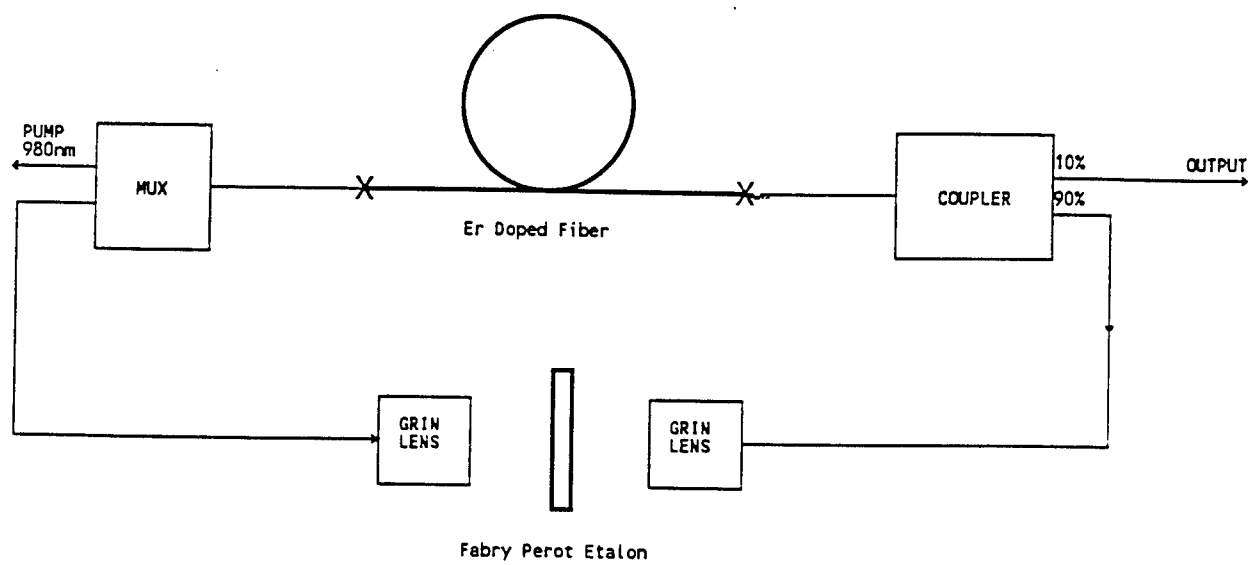 PUMP
980nm
MUX
Er Doped Fiber
COUPLER
10%
90%
OUTPUT
GRIN
LENS
GRIN
LENS
Fabry Perot Etalon